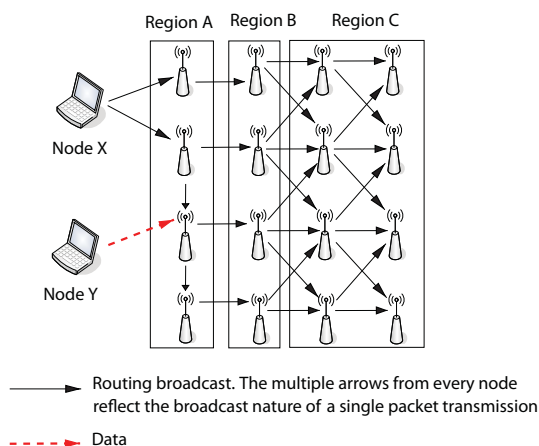 Region A Region B Region C
Node X
Node Y
Routing broadcast. The multiple arrows from every node
reflect the broadcast nature of a single packet transmission
Data